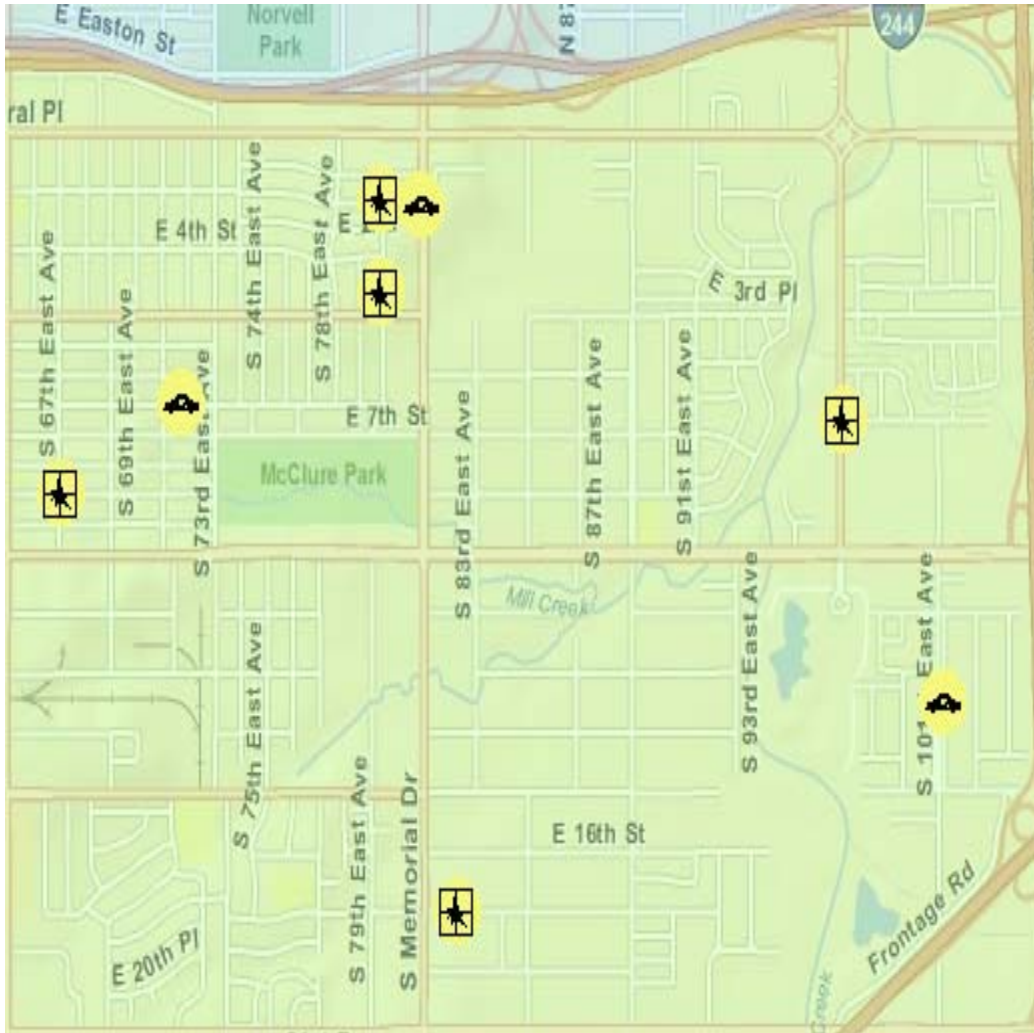 E Easton St
Norvell
Park
N 87
244
ral Pl
E 4th St
S 74th East Ave
S 78th East Ave
E
E 3rd Pl
S 67th East Ave
S 69th East Ave
S 73rd East Ave
E 7th St
McClure Park
S 83rd East Ave
S 87th East Ave
S 91st East Ave
Mill Creek
S 93rd East Ave
S 101 East Ave
S 75th East Ave
S 79th East Ave
S Memorial Dr
E 16th St
E 20th Pl
Frontage Rd
Creek